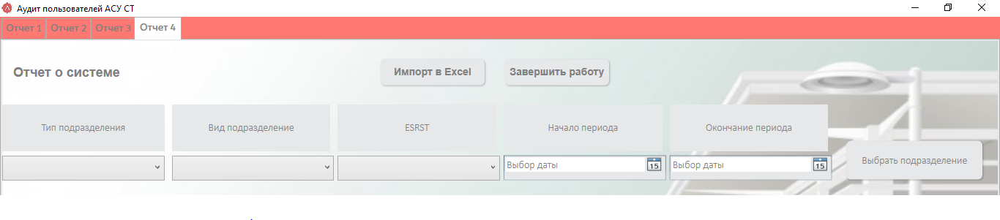 Аудит пользователей АСУ СТ
Отчет 1 Отчет 2 Отчет 3 Отчет 4
Отчет о системе Импорт в Excel Завершить работу
Тип подразделения Вид подразделение ESRST Начало периода Окончание периода
Выбор даты 15 Выбор даты 15 Выбрать подразделение